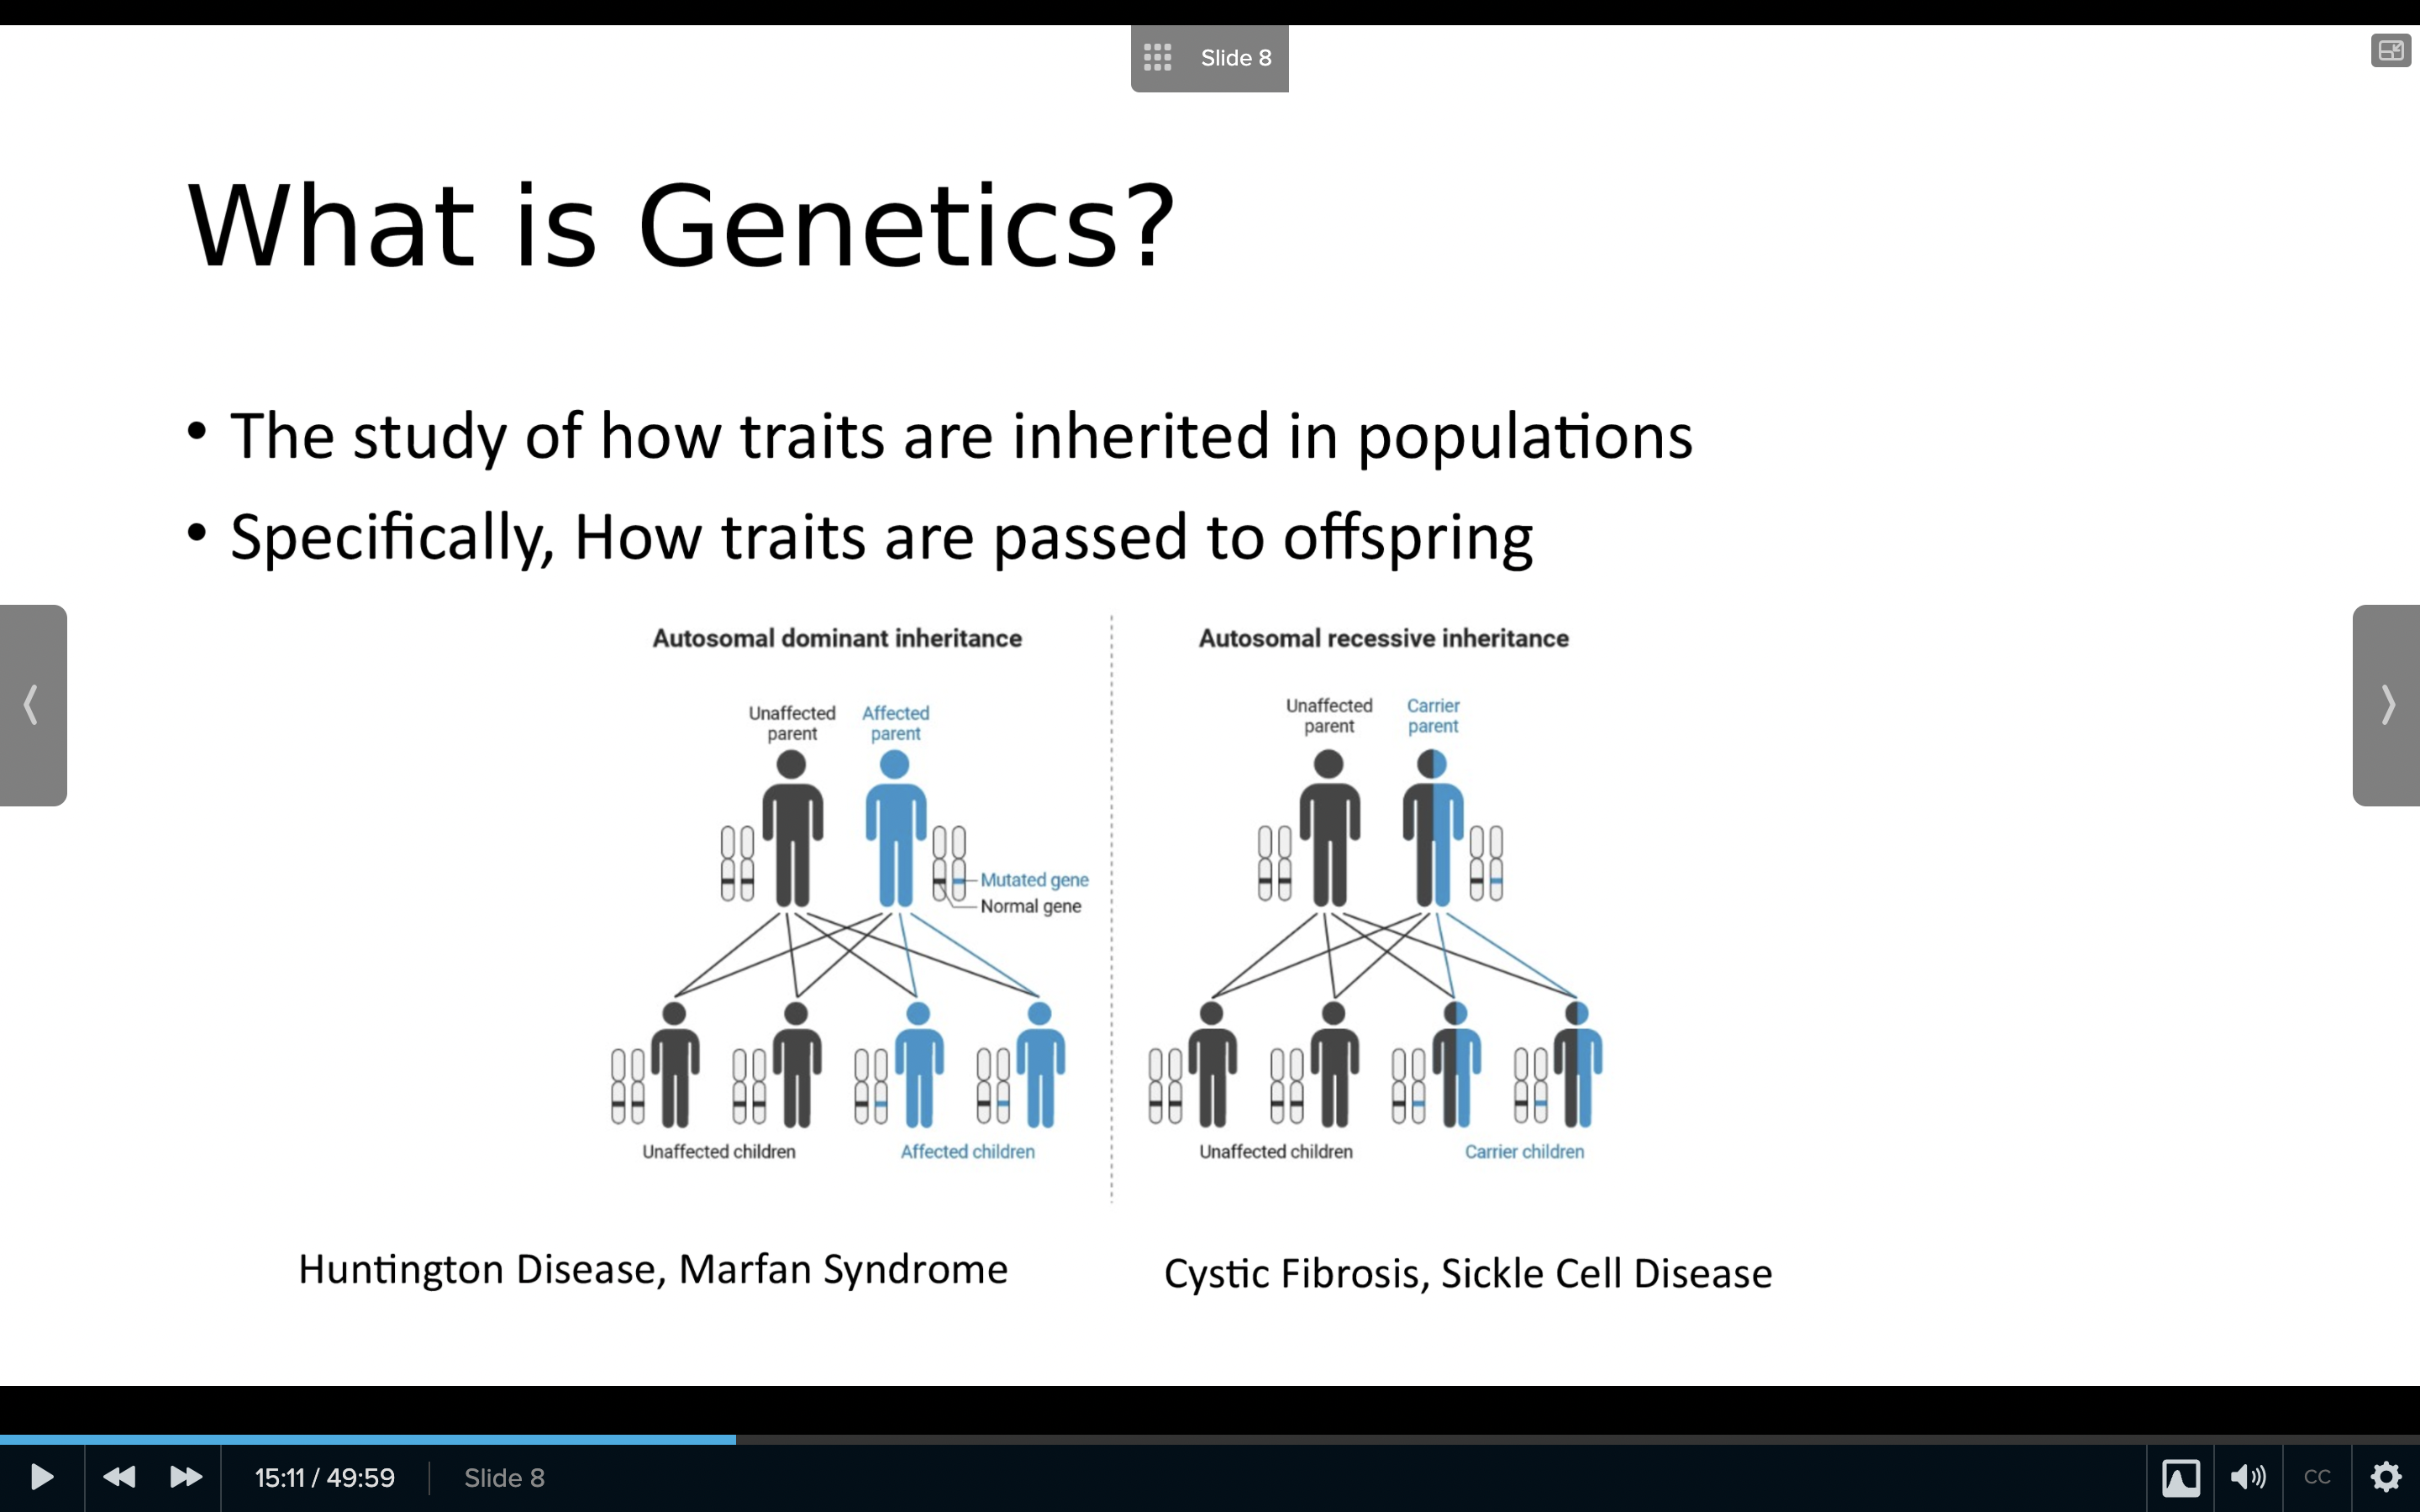 Slide 8
What is Genetics?
• The study of how traits are inherited in populations
• Specifically, How traits are passed to offspring
Autosomal dominant inheritance
Unaffected parent
Affected parent
Mutated gene
Normal gene
Unaffected children
Affected children
Autosomal recessive inheritance
Unaffected parent
Carrier parent
Unaffected children
Carrier children
Huntington Disease, Marfan Syndrome
Cystic Fibrosis, Sickle Cell Disease
15:11 / 49:59
Slide 8
CC